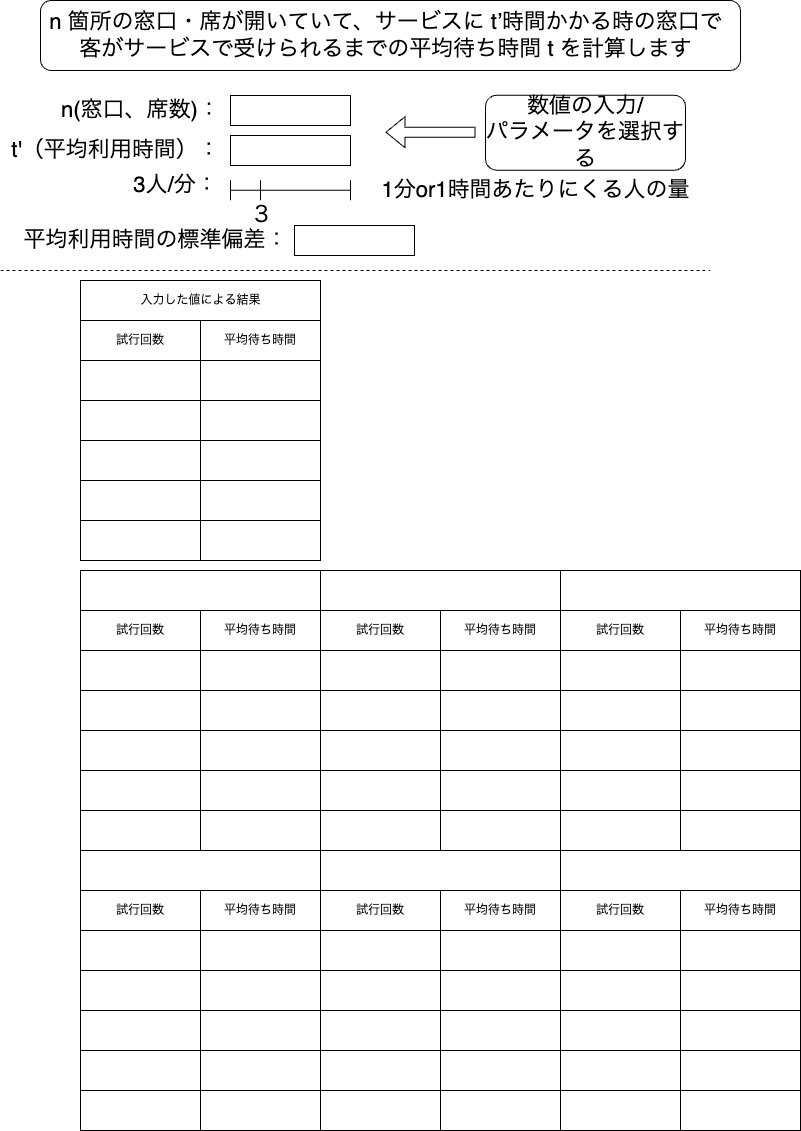 n 箇所の窓口・席が開いていて、サービスに t’時間かかる時の窓口で
客がサービスで受けられるまでの平均待ち時間 t を計算します
n(窓口、席数)：
t'（平均利用時間）：
3人/分：
3
数値の入力/
パラメータを選択す
る
1分or1時間あたりにくる人の量
平均利用時間の標準偏差：
入力した値による結果
試行回数 平均待ち時間
試行回数 平均待ち時間 試行回数 平均待ち時間 試行回数 平均待ち時間
試行回数 平均待ち時間 試行回数 平均待ち時間 試行回数 平均待ち時間